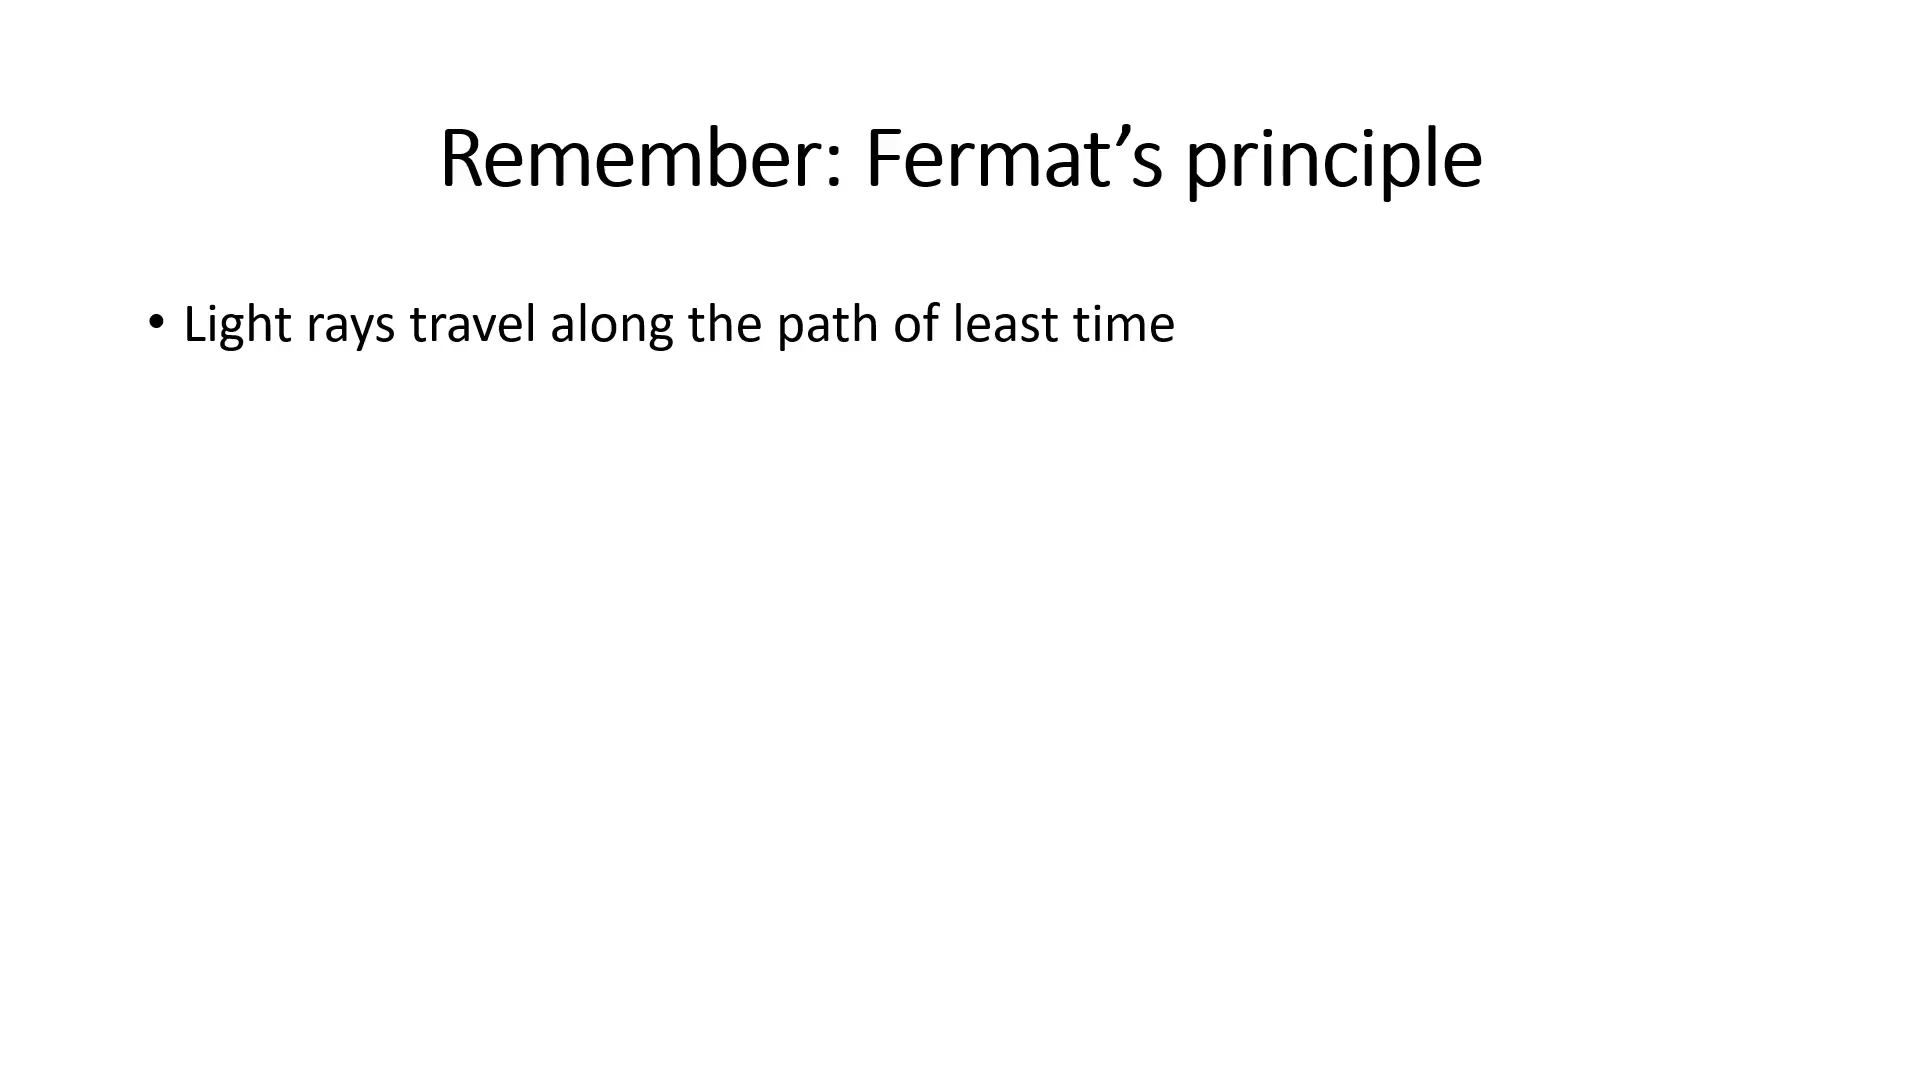 Remember: Fermat’s principle
• Light rays travel along the path of least time